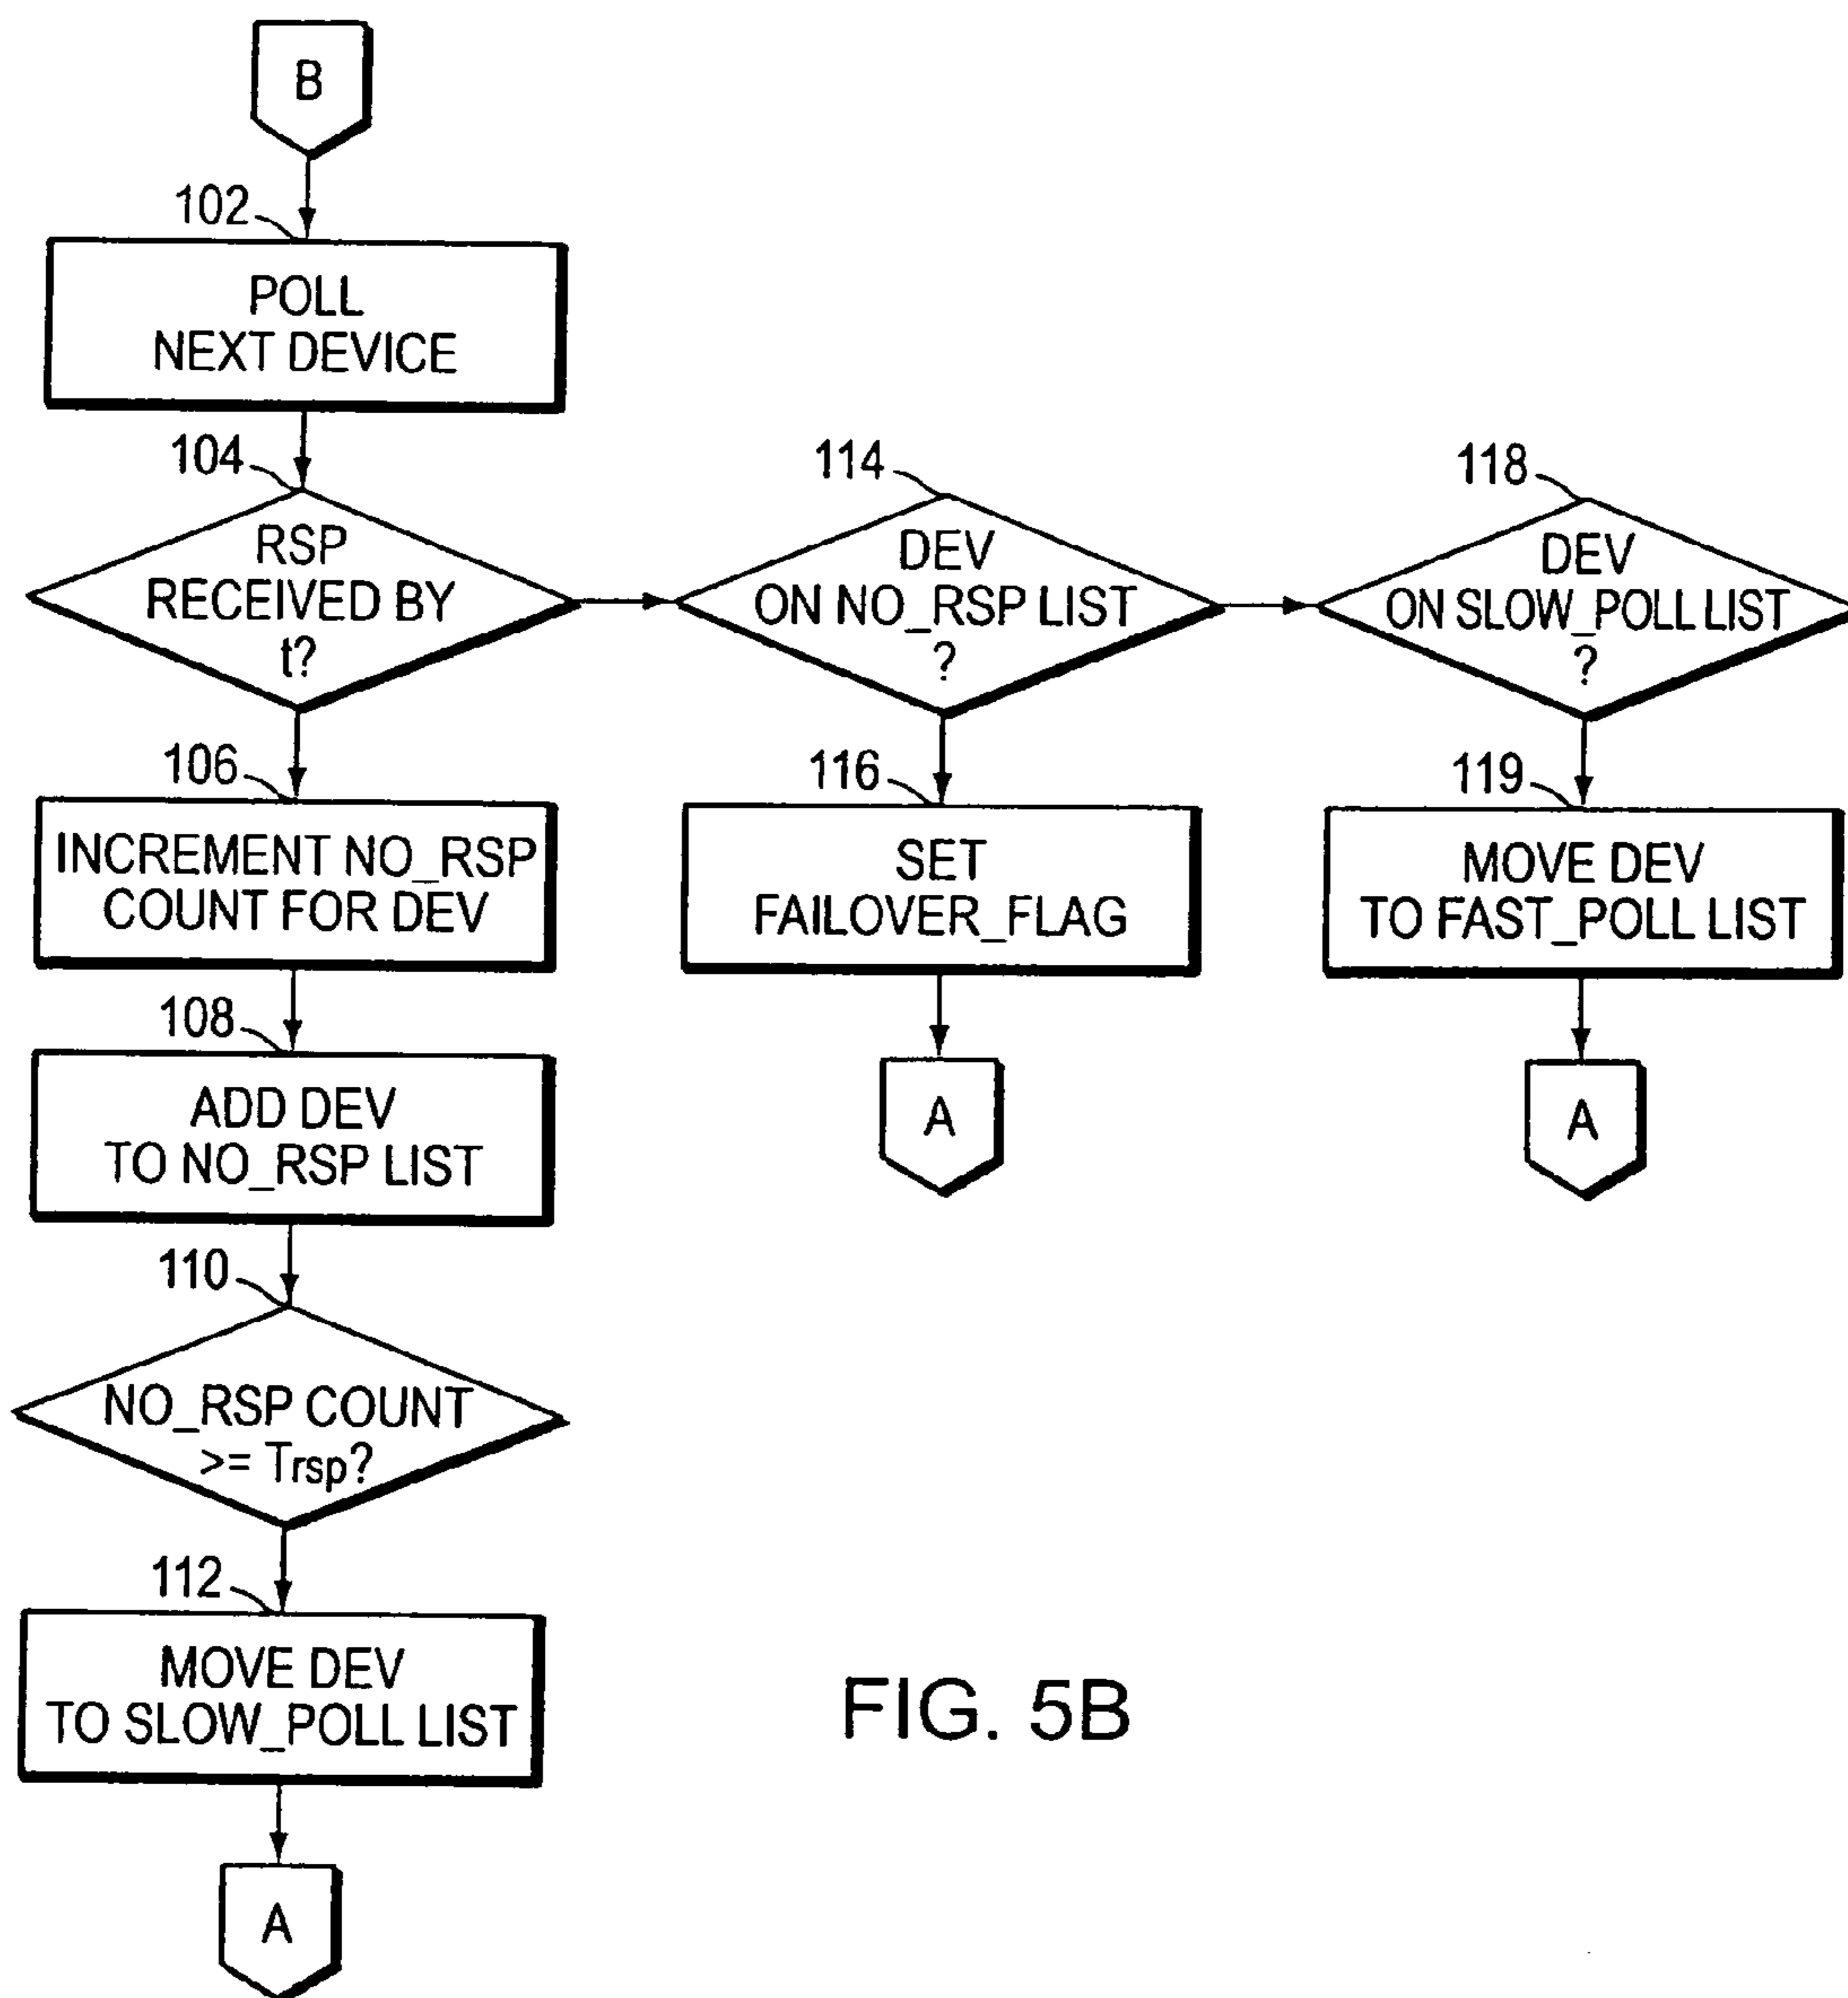 B
102
POLL
NEXT DEVICE
104
RSP
RECEIVED BY
t?
114
DEV
ON NO_RSP LIST
?
118
DEV
ON SLOW_POLL LIST
?
106
INCREMENT NO_RSP
COUNT FOR DEV
116
SET
FAILOVER_FLAG
119
MOVE DEV
TO FAST_POLL LIST
108
ADD DEV
TO NO_RSP LIST
A
A
110
NO_RSP COUNT
>= Trsp?
112
MOVE DEV
TO SLOW_POLL LIST
A
FIG. 5B